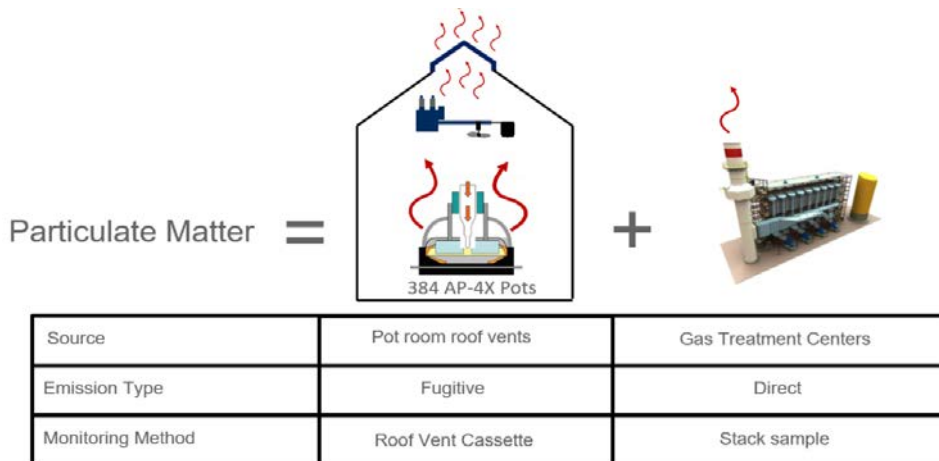 Particulate Matter = +
384 AP-4X Pots
Source Pot room roof vents Gas Treatment Centers
Emission Type Fugitive Direct
Monitoring Method Roof Vent Cassette Stack sample